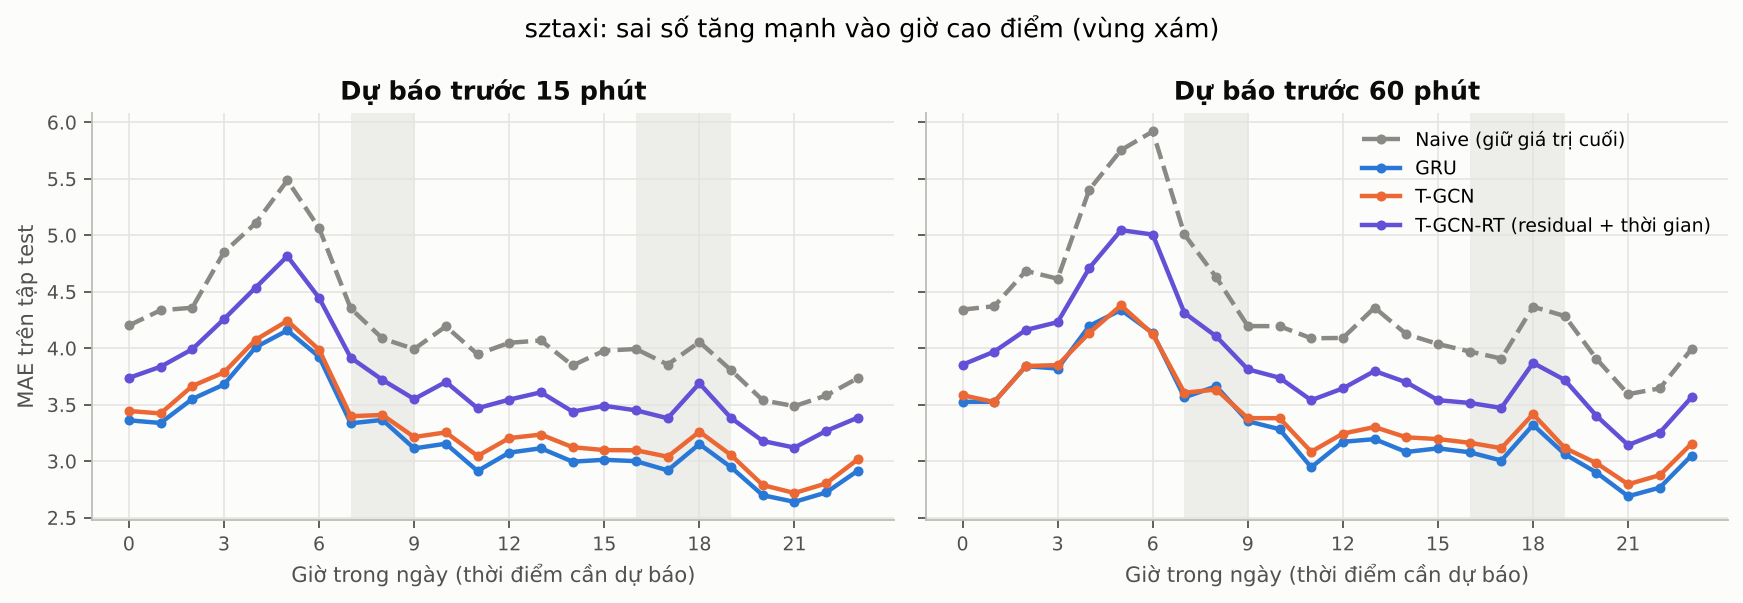 sztaxi: sai số tăng mạnh vào giờ cao điểm (vùng xám)
Dự báo trước 15 phút
MAE trên tập test
6.0
5.5
5.0
4.5
4.0
3.5
3.0
2.5
0 3 6 9 12 15 18 21
Giờ trong ngày (thời điểm cần dự báo)
Dự báo trước 60 phút
Naive (giữ giá trị cuối)
GRU
T-GCN
T-GCN-RT (residual + thời gian)
0 3 6 9 12 15 18 21
Giờ trong ngày (thời điểm cần dự báo)